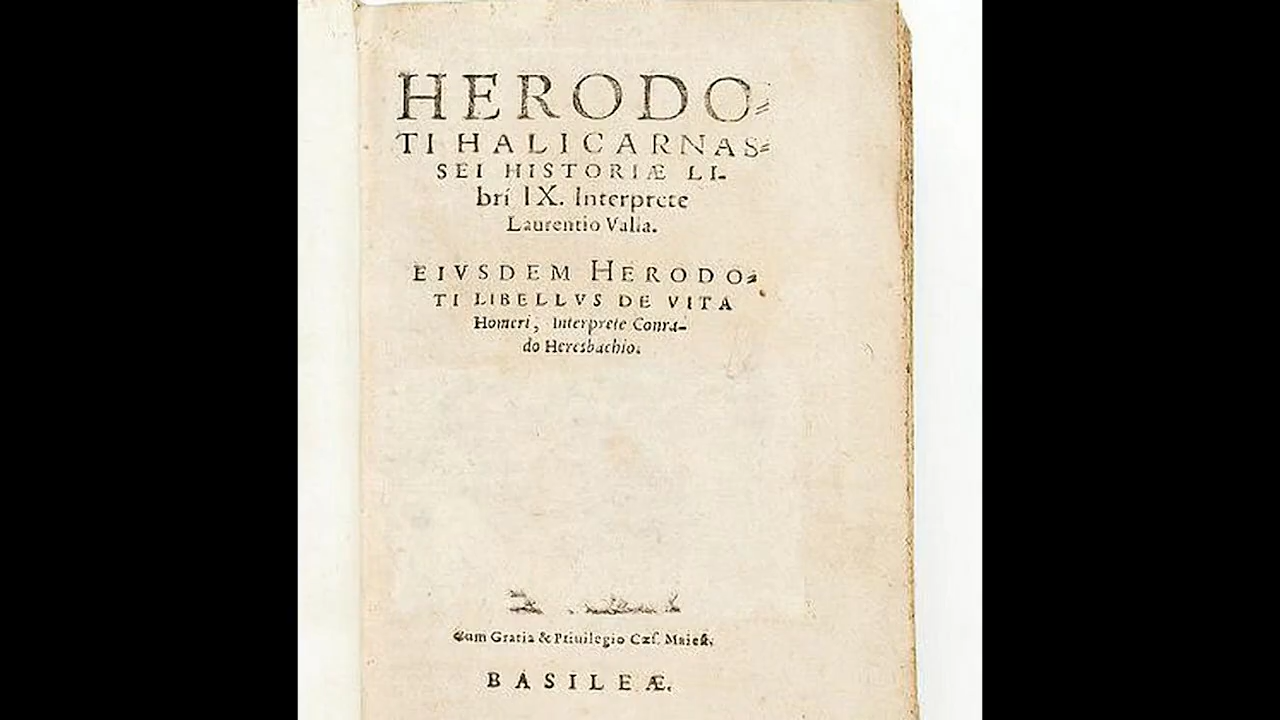 HERODO-
TI HALICARNAS-
SEI HISTORIÆ LI-
bri IX. Interprete
Laurentio Valla.
EIVSDEM HERODO-
TI LIBELLVS DE VITA
Homeri, Interprete Conra-
do Heresbachio.
Cum Gratia & Priuilegio Cæs. Maiest.
BASILEÆ.